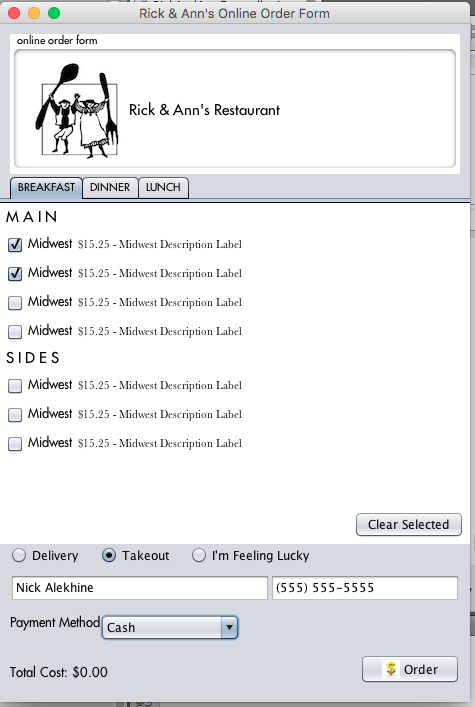 Rick & Ann's Online Order Form
online order form
Rick & Ann's Restaurant
BREAKFAST DINNER LUNCH
MAIN
Midwest $15.25 - Midwest Description Label
Midwest $15.25 - Midwest Description Label
Midwest $15.25 - Midwest Description Label
Midwest $15.25 - Midwest Description Label
SIDES
Midwest $15.25 - Midwest Description Label
Midwest $15.25 - Midwest Description Label
Midwest $15.25 - Midwest Description Label
Clear Selected
Delivery Takeout I'm Feeling Lucky
Nick Alekhine (555) 555-5555
Payment Method Cash
Total Cost: $0.00 Order